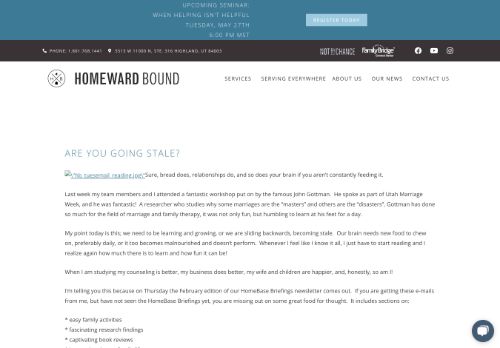 UPCOMING SEMINAR:
WHEN HELPING ISN'T HELPFUL
TUESDAY, MAY 27TH
6:00 PM MST
REGISTER TODAY
PHONE: 1.801.768.1441 5513 W 11000 N, STE. 316 HIGHLAND, UT 84003
NOT BY CHANCE
FamilyBridge
HOMEWARD BOUND
SERVICES SERVING EVERYWHERE ABOUT US OUR NEWS CONTACT US
ARE YOU GOING STALE?
Sure, bread does, relationships do, and so does your brain if you aren't constantly feeding it.
Last week my team members and I attended a fantastic workshop put on by the famous John Gottman. He spoke as part of Utah Marriage
Week, and he was fantastic! A researcher who studies why some marriages are the "masters" and others are the "disasters", Gottman has done
so much for the field of marriage and family therapy, it was not only fun, but humbling to learn at his feet for a day.
My point today is this; we need to be learning and growing, or we are sliding backwards, becoming stale. Our brain needs new food to chew
on, preferably daily, or it too becomes malnourished and doesn't perform. Whenever I feel like I know it all, I just have to start reading and I
realize again how much there is to learn and how fun it can be!
When I am studying my counseling is better, my business does better, my wife and children are happier, and, honestly, so am I!
I'm telling you this because on Thursday the February edition of our HomeBase Briefings newsletter comes out. If you are getting these e-mails
from me, but have not seen the HomeBase Briefings yet, you are missing out on some great food for thought. It includes sections on:
* easy family activities
* fascinating research findings
* captivating book reviews